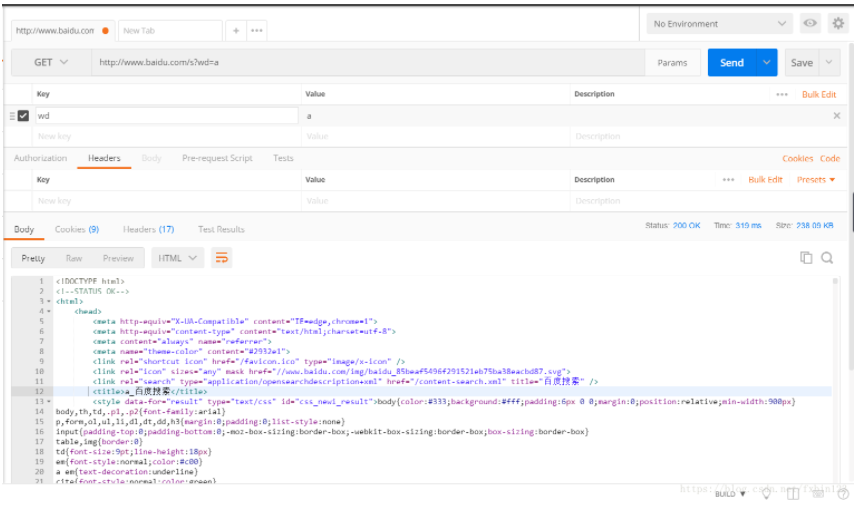 http://www.baidu.con New Tab + ••• No Environment
GET http://www.baidu.com/s?wd=a Params Send Save
Key Value Description ••• Bulk Edit
wd a
New key Value Description
Authorization Headers Body Pre-request Script Tests Cookies Code
Key Value Description ••• Bulk Edit Presets
New key Value Description
Body Cookies (9) Headers (17) Test Results Status: 200 OK Time: 319 ms Size: 238.09 KB
Pretty Raw Preview HTML
1 <!DOCTYPE html>
2 <!--STATUS OK-->
3 <html>
4 <head>
5 <meta http-equiv="X-UA-Compatible" content="IE=edge,chrome=1">
6 <meta http-equiv="content-type" content="text/html;charset=utf-8">
7 <meta content="always" name="referrer">
8 <meta name="theme-color" content="#2932e1">
9 <link rel="shortcut icon" href="/favicon.ico" type="image/x-icon" />
10 <link rel="icon" sizes="any" mask href="//www.baidu.com/img/baidu_85beaf5496f291521eb75ba38eacbd87.svg">
11 <link rel="search" type="application/opensearchdescription+xml" href="/content-search.xml" title="百度搜索" />
12 <title>a_百度搜索</title>
13 <style data-for="result" type="text/css" id="css_newi_result">body{color:#333;background:#fff;padding:6px 0 0;margin:0;position:relative;min-width:900px}
14 body,th,td,.p1,.p2{font-family:arial}
15 p,form,ol,ul,li,dl,dt,dd,h3{margin:0;padding:0;list-style:none}
16 input{padding-top:0;padding-bottom:0;-moz-box-sizing:border-box;-webkit-box-sizing:border-box;box-sizing:border-box}
17 table,img{border:0}
18 td{font-size:9pt;line-height:18px}
19 em{font-style:normal;color:#c00}
20 a em{text-decoration:underline}
21 cite{font-style:normal;color:green}
BUILD